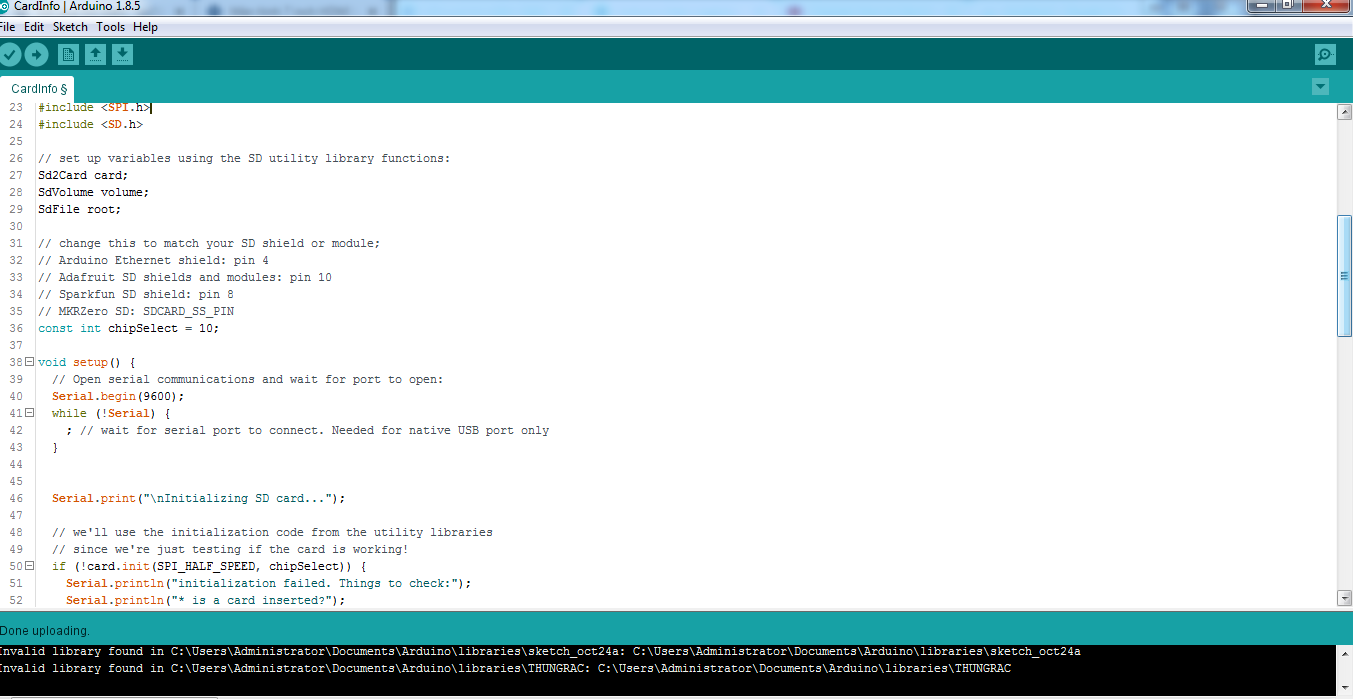 CardInfo | Arduino 1.8.5
File Edit Sketch Tools Help
CardInfo §
23 #include <SPI.h>
24 #include <SD.h>
25
26 // set up variables using the SD utility library functions:
27 Sd2Card card;
28 SdVolume volume;
29 SdFile root;
30
31 // change this to match your SD shield or module;
32 // Arduino Ethernet shield: pin 4
33 // Adafruit SD shields and modules: pin 10
34 // Sparkfun SD shield: pin 8
35 // MKRZero SD: SDCARD_SS_PIN
36 const int chipSelect = 10;
37
38 void setup() {
39 // Open serial communications and wait for port to open:
40 Serial.begin(9600);
41 while (!Serial) {
42 ; // wait for serial port to connect. Needed for native USB port only
43 }
44
45
46 Serial.print("\nInitializing SD card...");
47
48 // we'll use the initialization code from the utility libraries
49 // since we're just testing if the card is working!
50 if (!card.init(SPI_HALF_SPEED, chipSelect)) {
51 Serial.println("initialization failed. Things to check:");
52 Serial.println("* is a card inserted?");
Done uploading.
Invalid library found in C:\Users\Administrator\Documents\Arduino\libraries\sketch_oct24a: C:\Users\Administrator\Documents\Arduino\libraries\sketch_oct24a
Invalid library found in C:\Users\Administrator\Documents\Arduino\libraries\THUNGRAC: C:\Users\Administrator\Documents\Arduino\libraries\THUNGRAC